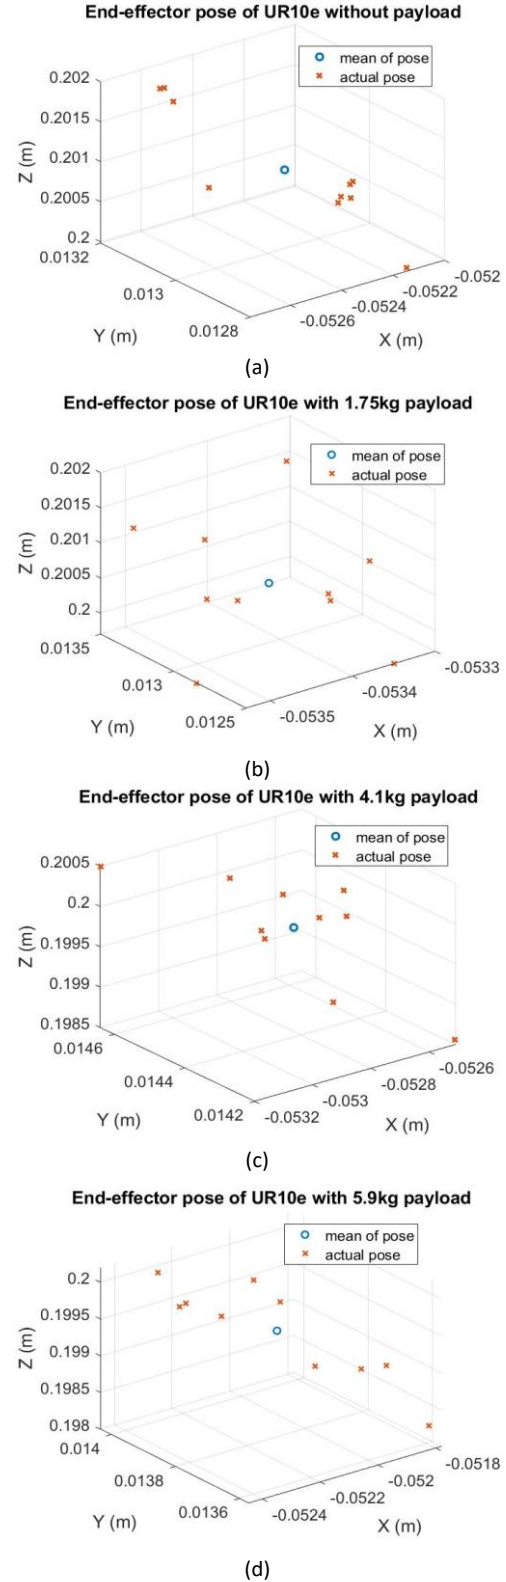 End-effector pose of UR10e without payload
mean of pose
actual pose
0.202
0.2015
0.201
0.2005
0.2
Z (m)
0.0132
0.013
0.0128
Y (m)
-0.0526
-0.0524
-0.0522
-0.052
X (m)
(a)
End-effector pose of UR10e with 1.75kg payload
mean of pose
actual pose
0.202
0.2015
0.201
0.2005
0.2
Z (m)
0.0135
0.013
0.0125
Y (m)
-0.0535
-0.0534
-0.0533
X (m)
(b)
End-effector pose of UR10e with 4.1kg payload
mean of pose
actual pose
0.2005
0.2
0.1995
0.199
0.1985
Z (m)
0.0146
0.0144
0.0142
Y (m)
-0.0532
-0.053
-0.0528
-0.0526
X (m)
(c)
End-effector pose of UR10e with 5.9kg payload
mean of pose
actual pose
0.2
0.1995
0.199
0.1985
0.198
Z (m)
0.014
0.0138
0.0136
Y (m)
-0.0524
-0.0522
-0.052
-0.0518
X (m)
(d)